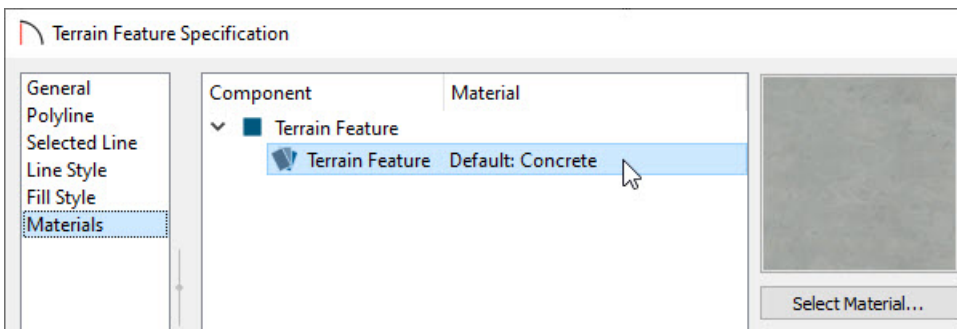 Terrain Feature Specification
General
Polyline
Selected Line
Line Style
Fill Style
Materials
Component Material
Terrain Feature
Terrain Feature Default: Concrete
Select Material...